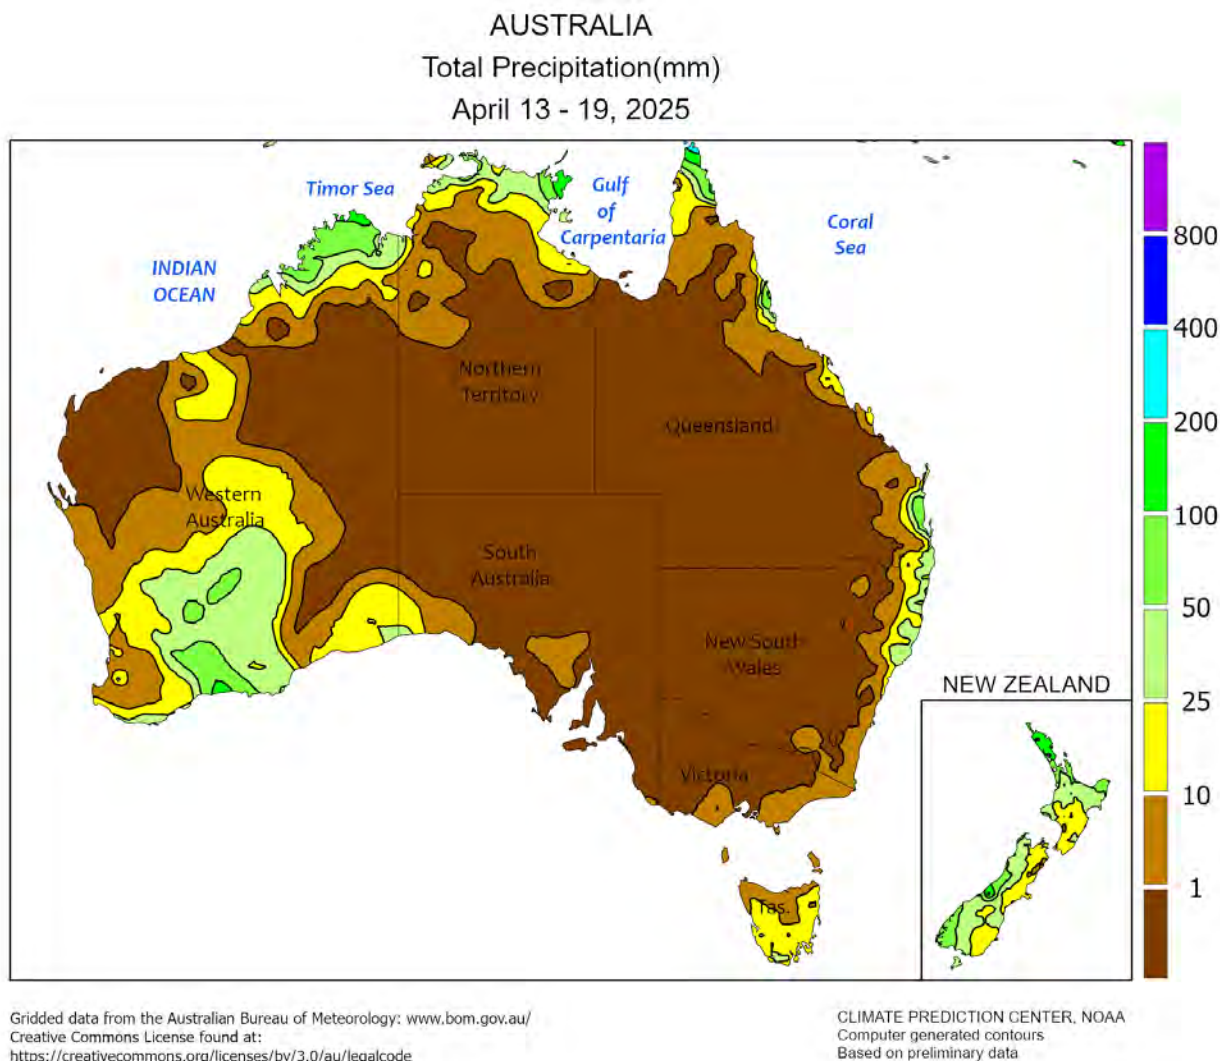 AUSTRALIA
Total Precipitation(mm)
April 13 - 19, 2025
Timor Sea
Gulf
of
Carpentaria
Coral
Sea
INDIAN
OCEAN
Northern
Territory
Queensland
Western
Australia
South
Australia
New South
Wales
Victoria
Tas.
NEW ZEALAND
800
400
200
100
50
25
10
1
Gridded data from the Australian Bureau of Meteorology: www.bom.gov.au/
Creative Commons License found at:
https://creativecommons.org/licenses/by/3.0/au/legalcode
CLIMATE PREDICTION CENTER, NOAA
Computer generated contours
Based on preliminary data